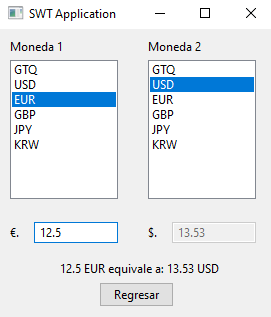 SWT Application
Moneda 1 Moneda 2
GTQ GTQ
USD USD
EUR EUR
GBP GBP
JPY JPY
KRW KRW
€. 12.5 $. 13.53
12.5 EUR equivale a: 13.53 USD
Regresar